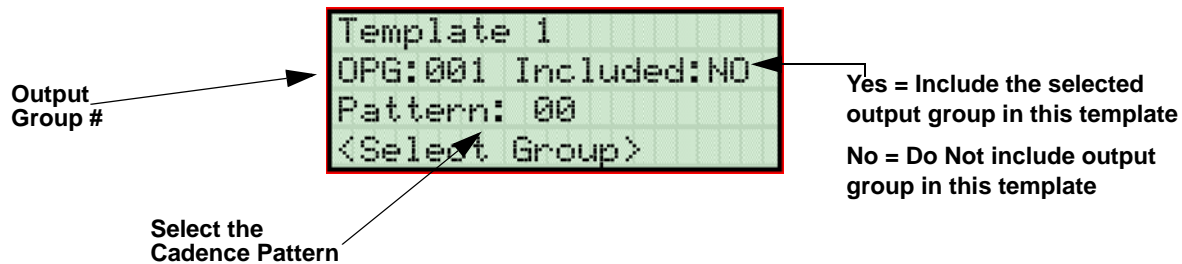 Template 1
OPG:001 Included:NO
Pattern: 00
<Select Group>
Output
Group #
Yes = Include the selected
output group in this template
No = Do Not include output
group in this template
Select the
Cadence Pattern